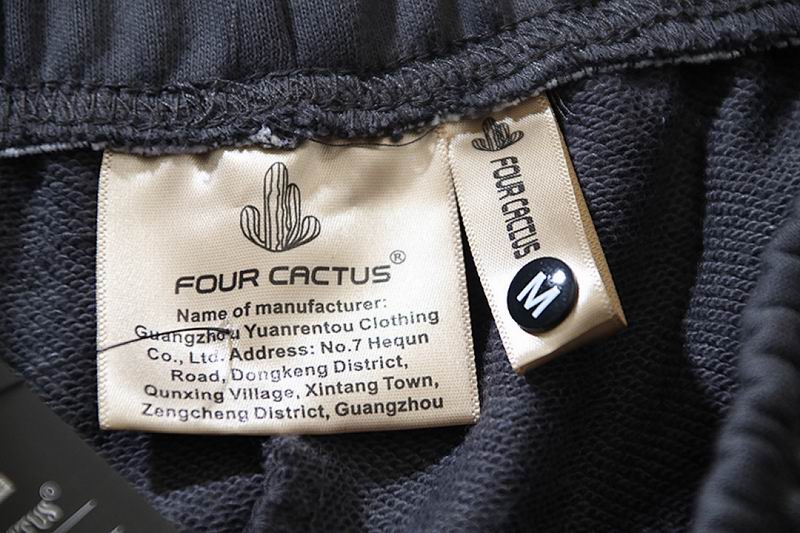 FOUR CACTUS®
Name of manufacturer:
Guangzhou Yuanrentou Clothing
Co., Ltd. Address: No.7 Hequn
Road, Dongkeng District,
Qunxing Village, Xintang Town,
Zengcheng District, Guangzhou
FOUR CACTUS
M